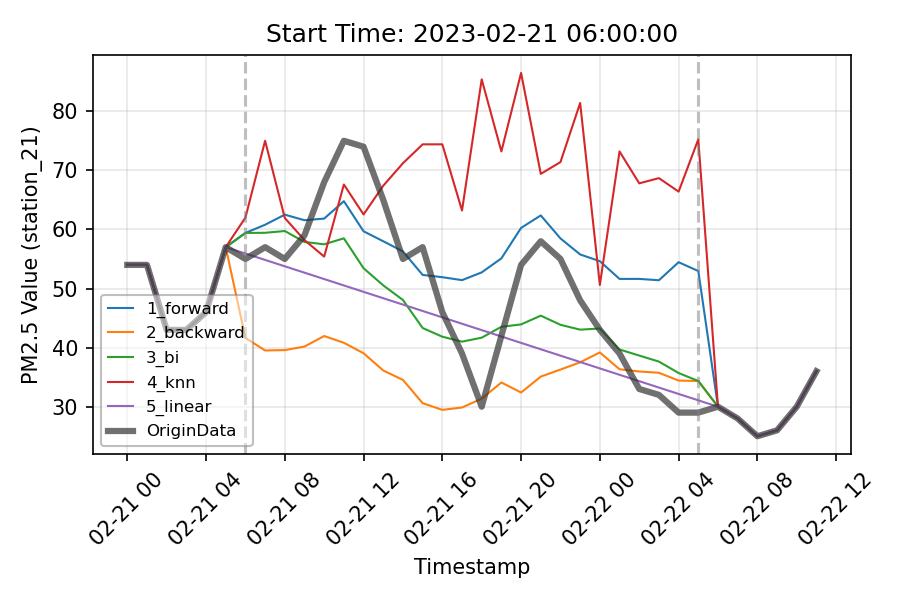 Start Time: 2023-02-21 06:00:00
PM2.5 Value (station_21)
80
70
60
50
40
30
1_forward
2_backward
3_bi
4_knn
5_linear
OriginData
02-21 00
02-21 04
02-21 08
02-21 12
02-21 16
02-21 20
02-22 00
02-22 04
02-22 08
02-22 12
Timestamp